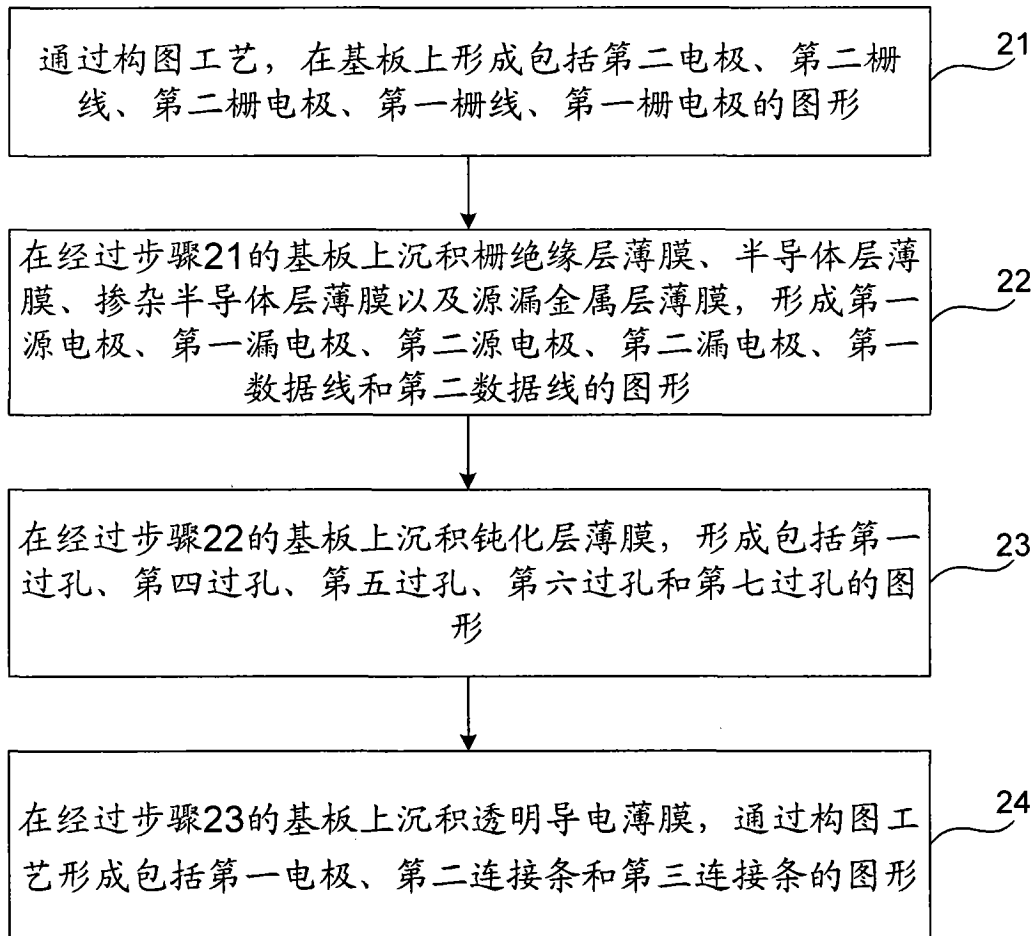 通过构图工艺，在基板上形成包括第二电极、第二栅
线、第二栅电极、第一栅线、第一栅电极的图形
21
在经过步骤21的基板上沉积栅绝缘层薄膜、半导体层薄
膜、掺杂半导体层薄膜以及源漏金属层薄膜，形成第一
源电极、第一漏电极、第二源电极、第二漏电极、第一
数据线和第二数据线的图形
22
在经过步骤22的基板上沉积钝化层薄膜，形成包括第一
过孔、第四过孔、第五过孔、第六过孔和第七过孔的图
形
23
在经过步骤23的基板上沉积透明导电薄膜，通过构图工
艺形成包括第一电极、第二连接条和第三连接条的图形
24